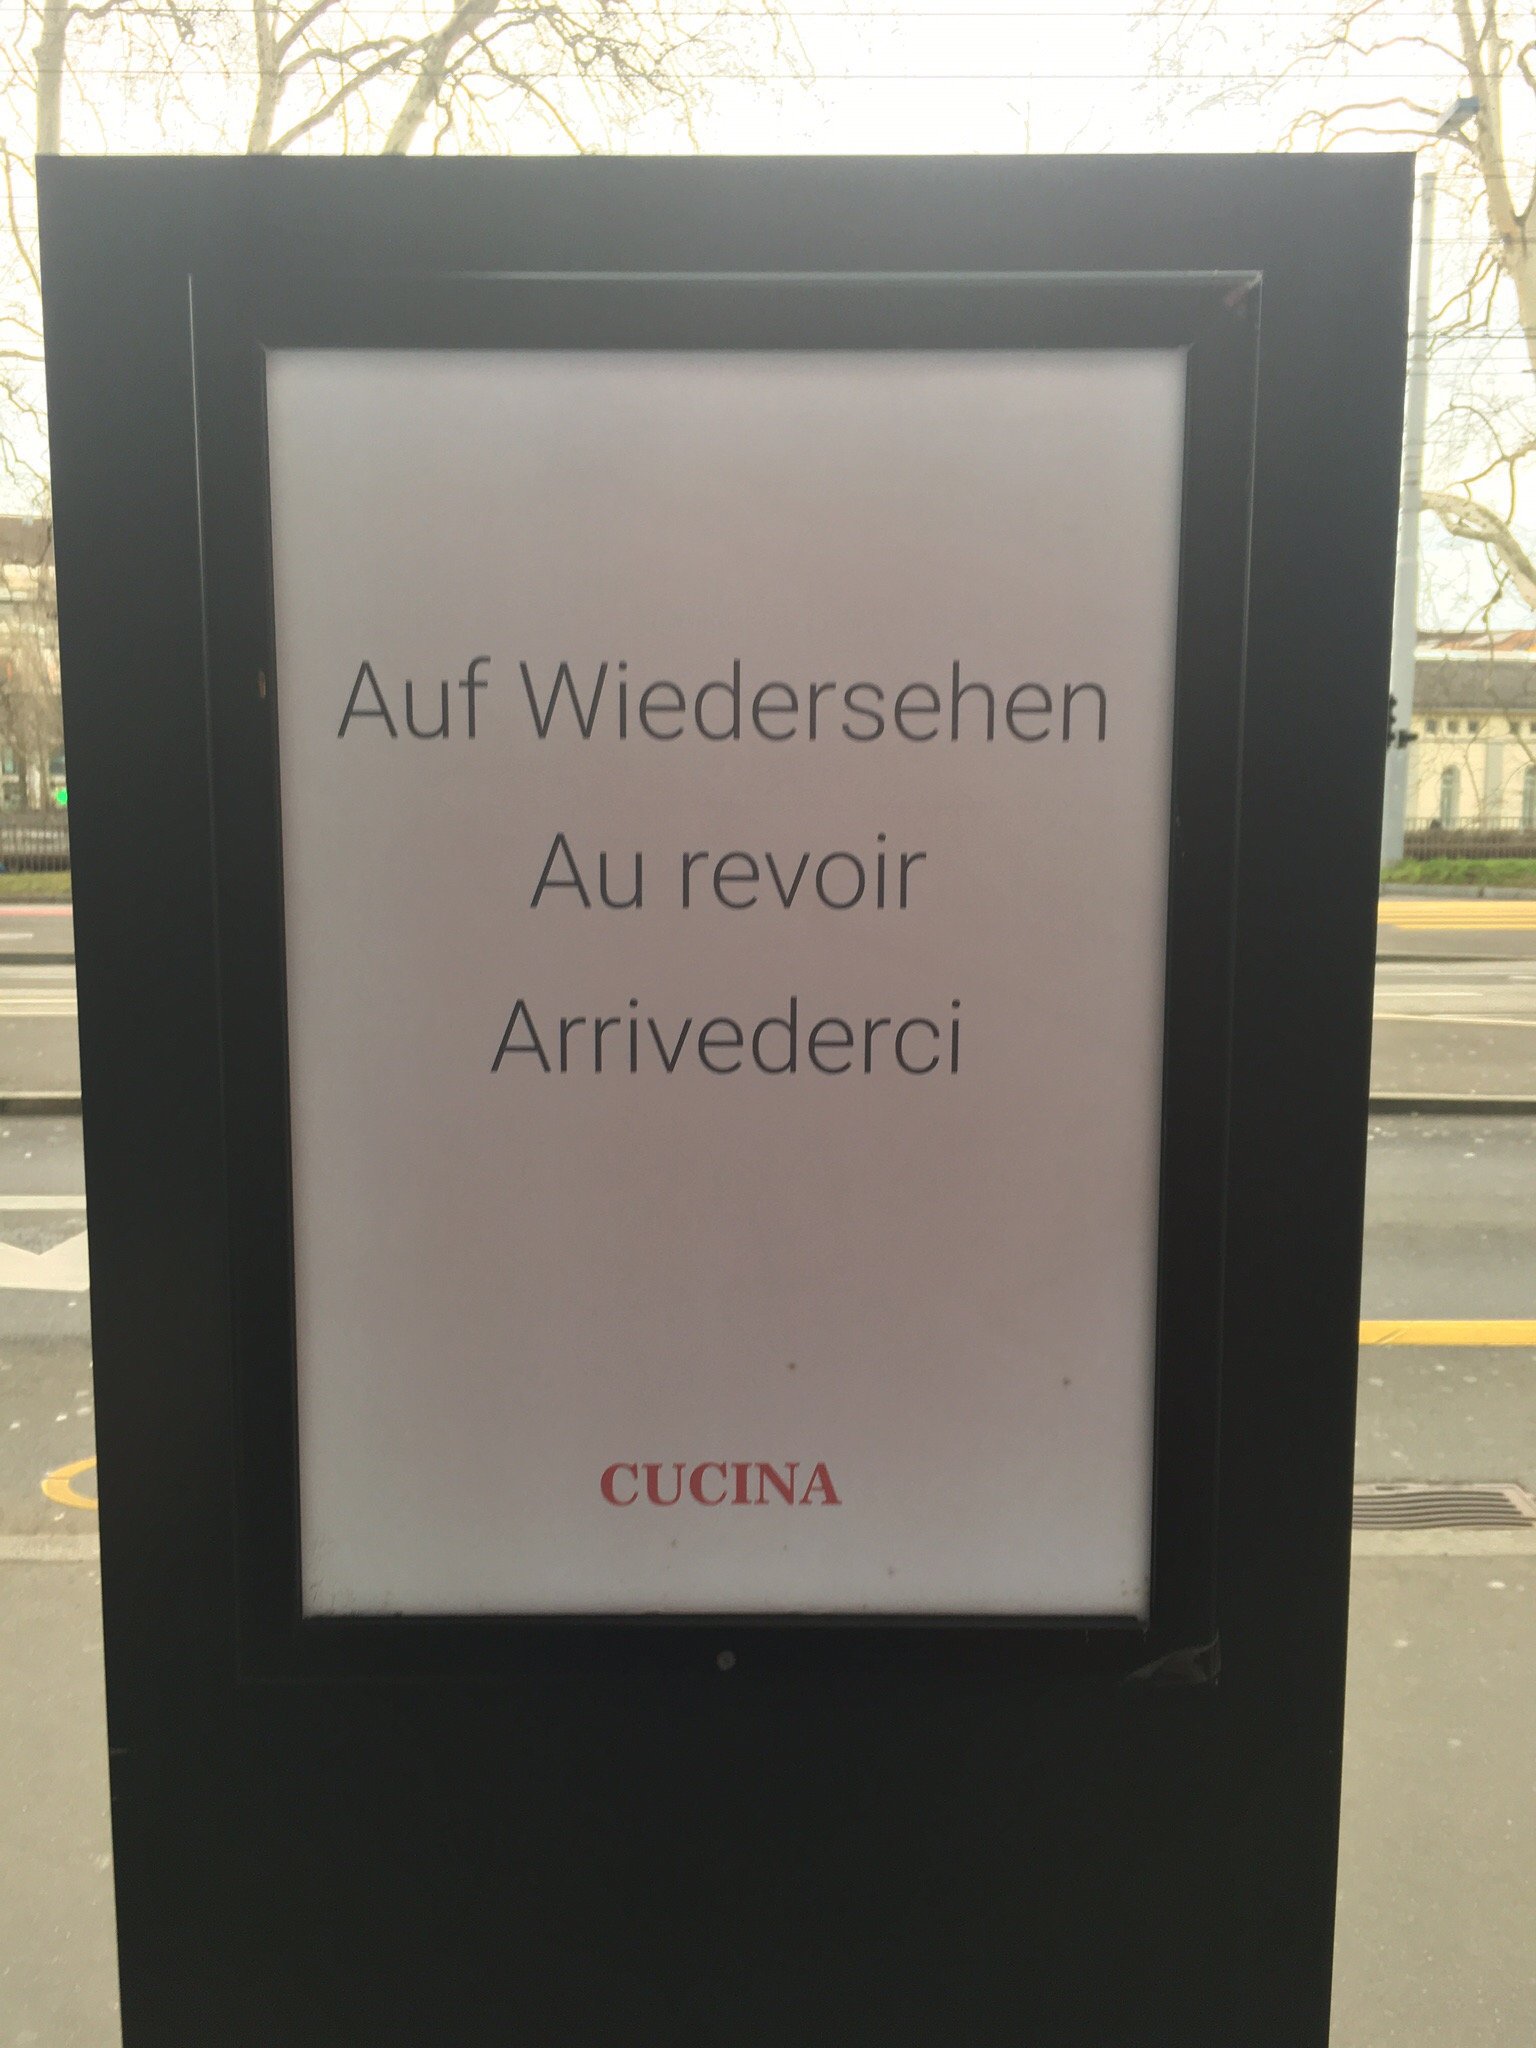 Auf Wiedersehen
Au revoir
Arrivederci
CUCINA